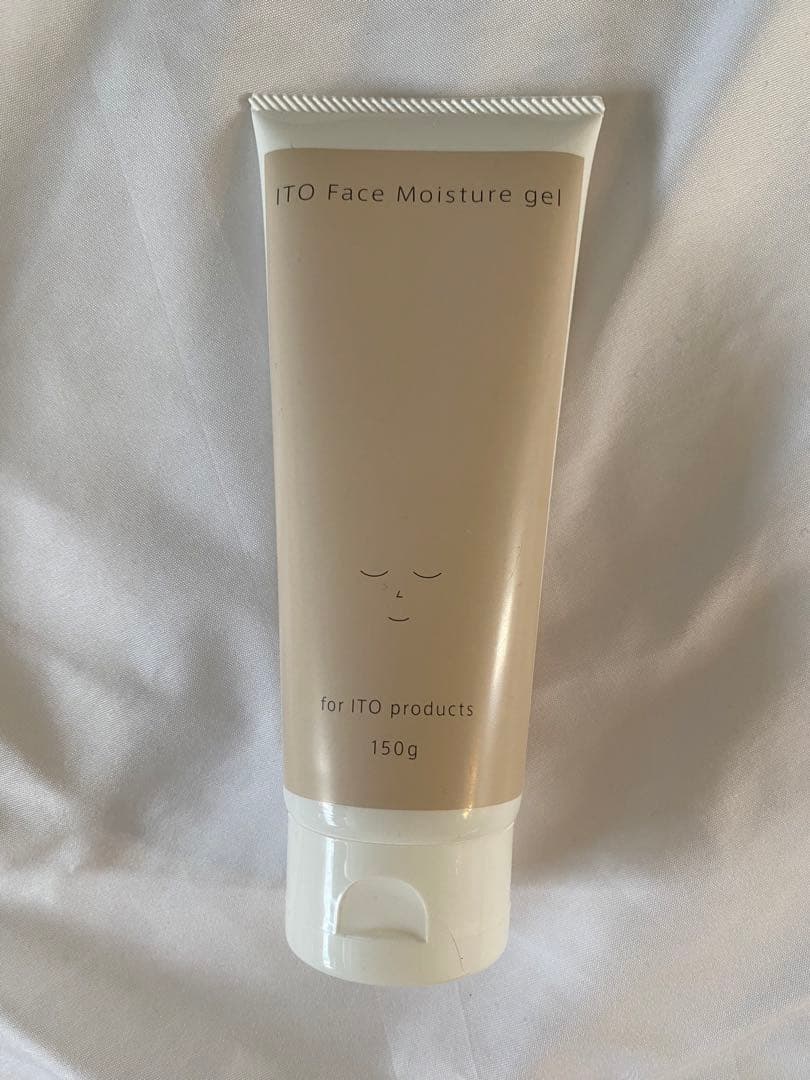 ITO Face Moisture gel
for ITO products
150g